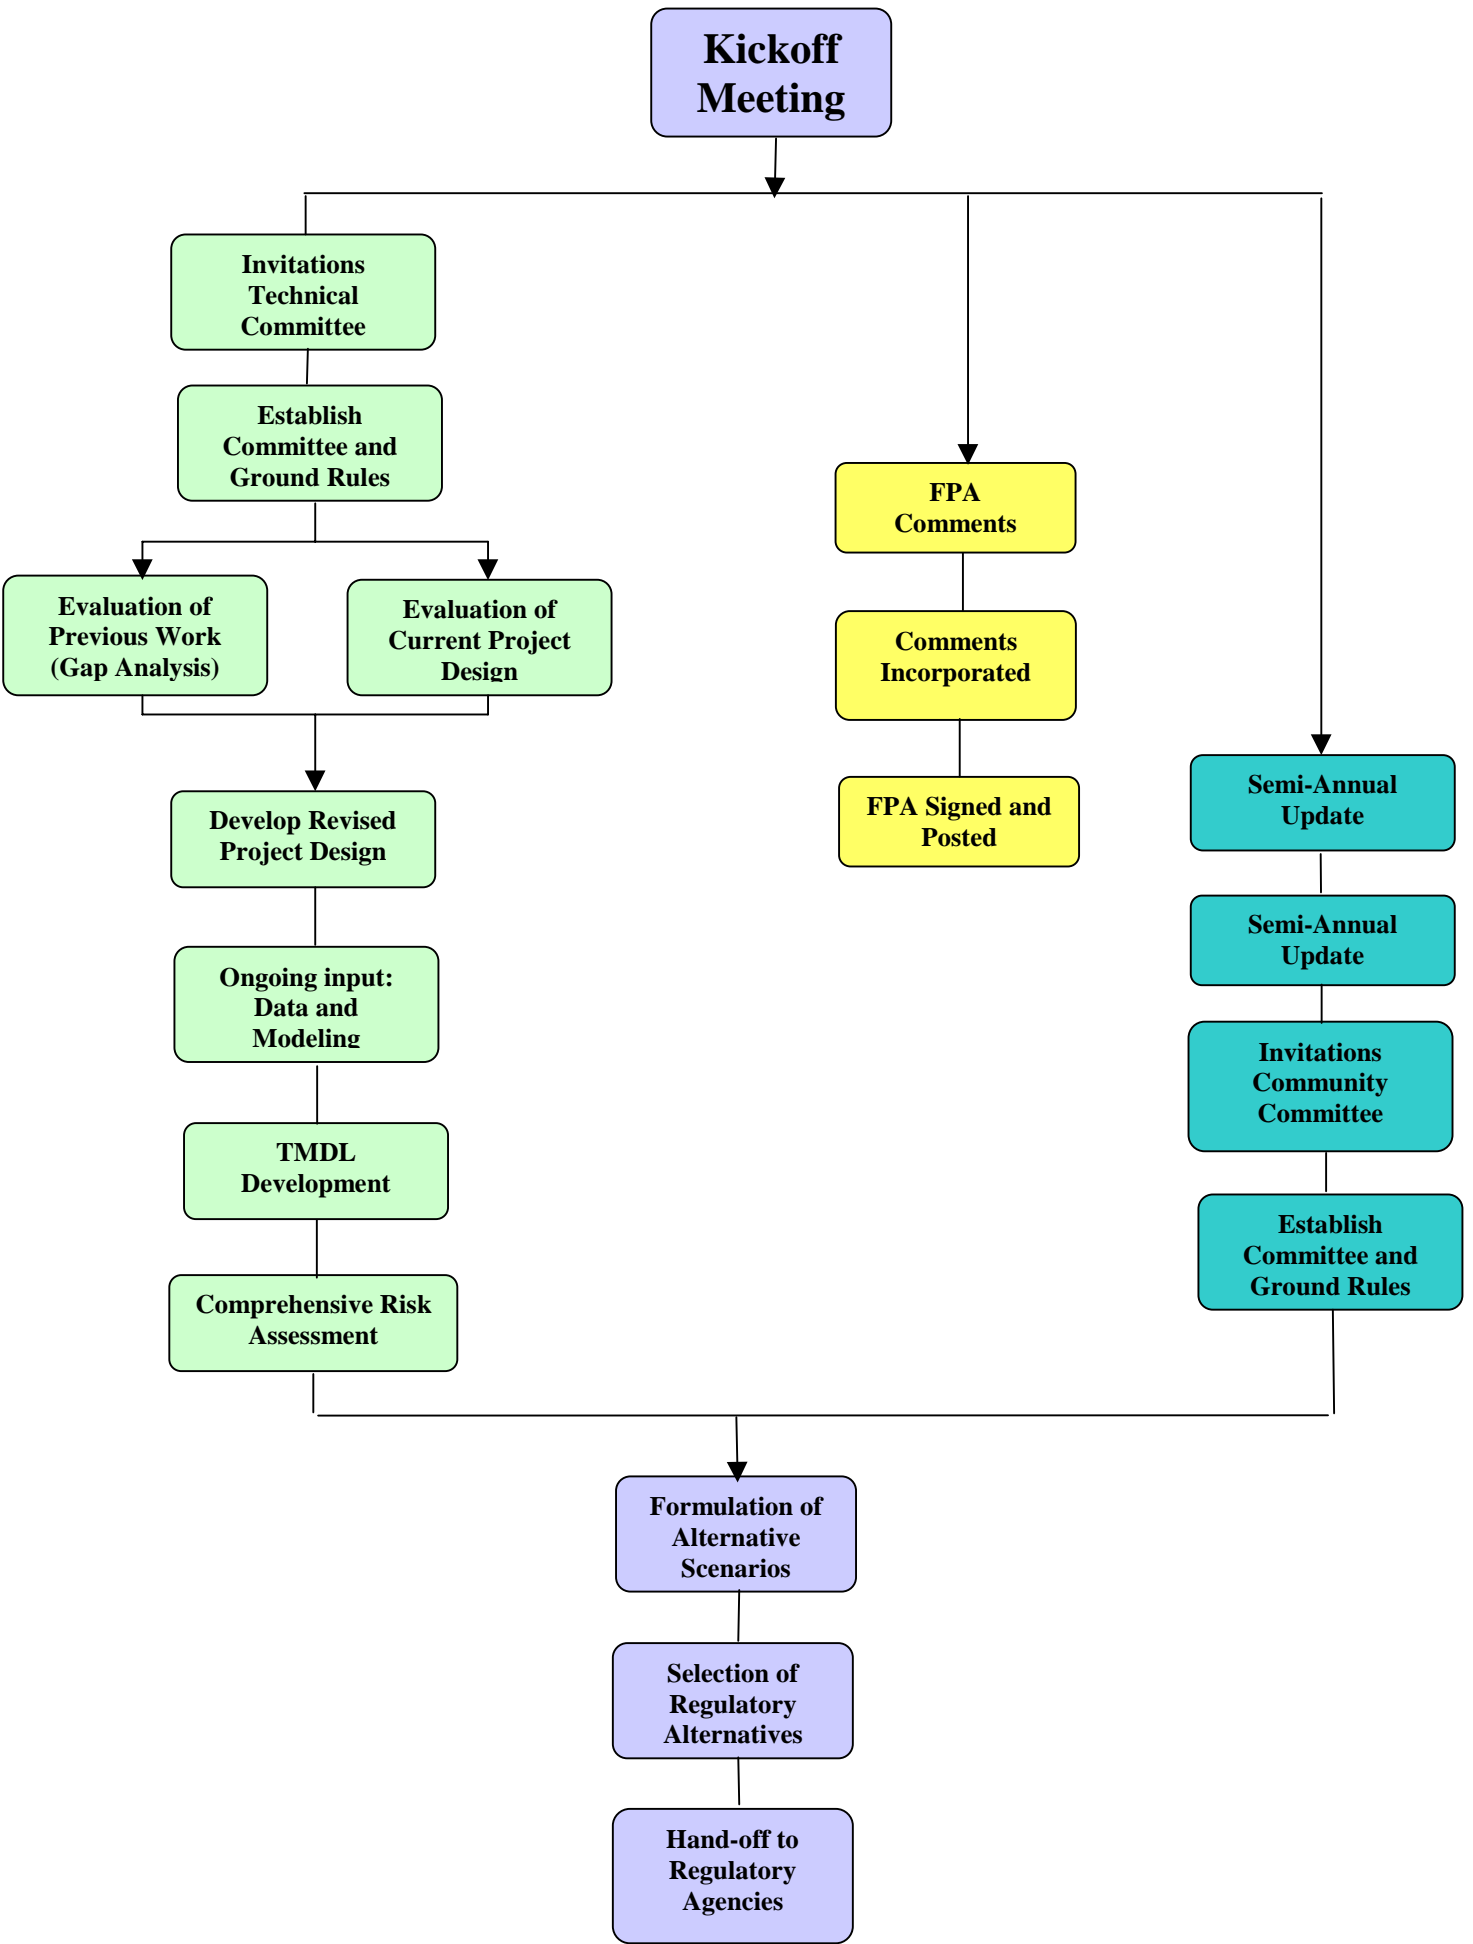 Kickoff
Meeting
Invitations
Technical
Committee
Establish
Committee and
Ground Rules
Evaluation of
Previous Work
(Gap Analysis)
Evaluation of
Current Project
Design
Develop Revised
Project Design
Ongoing input:
Data and
Modeling
TMDL
Development
Comprehensive Risk
Assessment
FPA
Comments
Comments
Incorporated
FPA Signed and
Posted
Semi-Annual
Update
Semi-Annual
Update
Invitations
Community
Committee
Establish
Committee and
Ground Rules
Formulation of
Alternative
Scenarios
Selection of
Regulatory
Alternatives
Hand-off to
Regulatory
Agencies